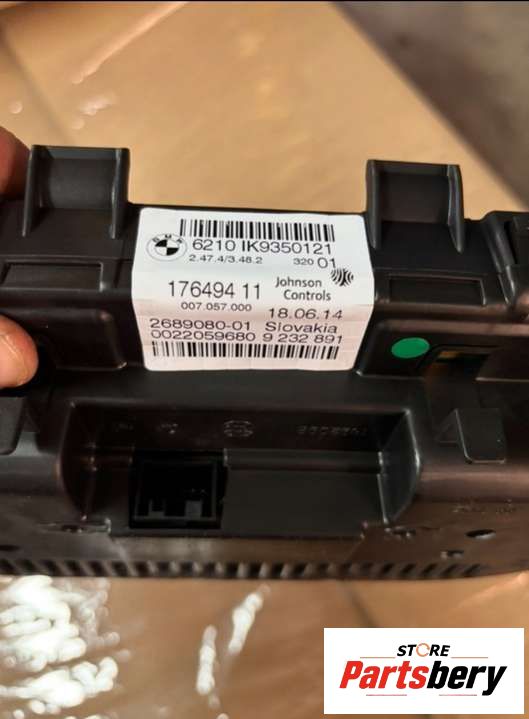 BMW
6210 IK9350121
2.47.4/3.48.2 320 01
176494 11 Johnson Controls
007.057.000 18.06.14
2689080-01 Slovakia
0022059680 9 232 891
STORE
Partsbery